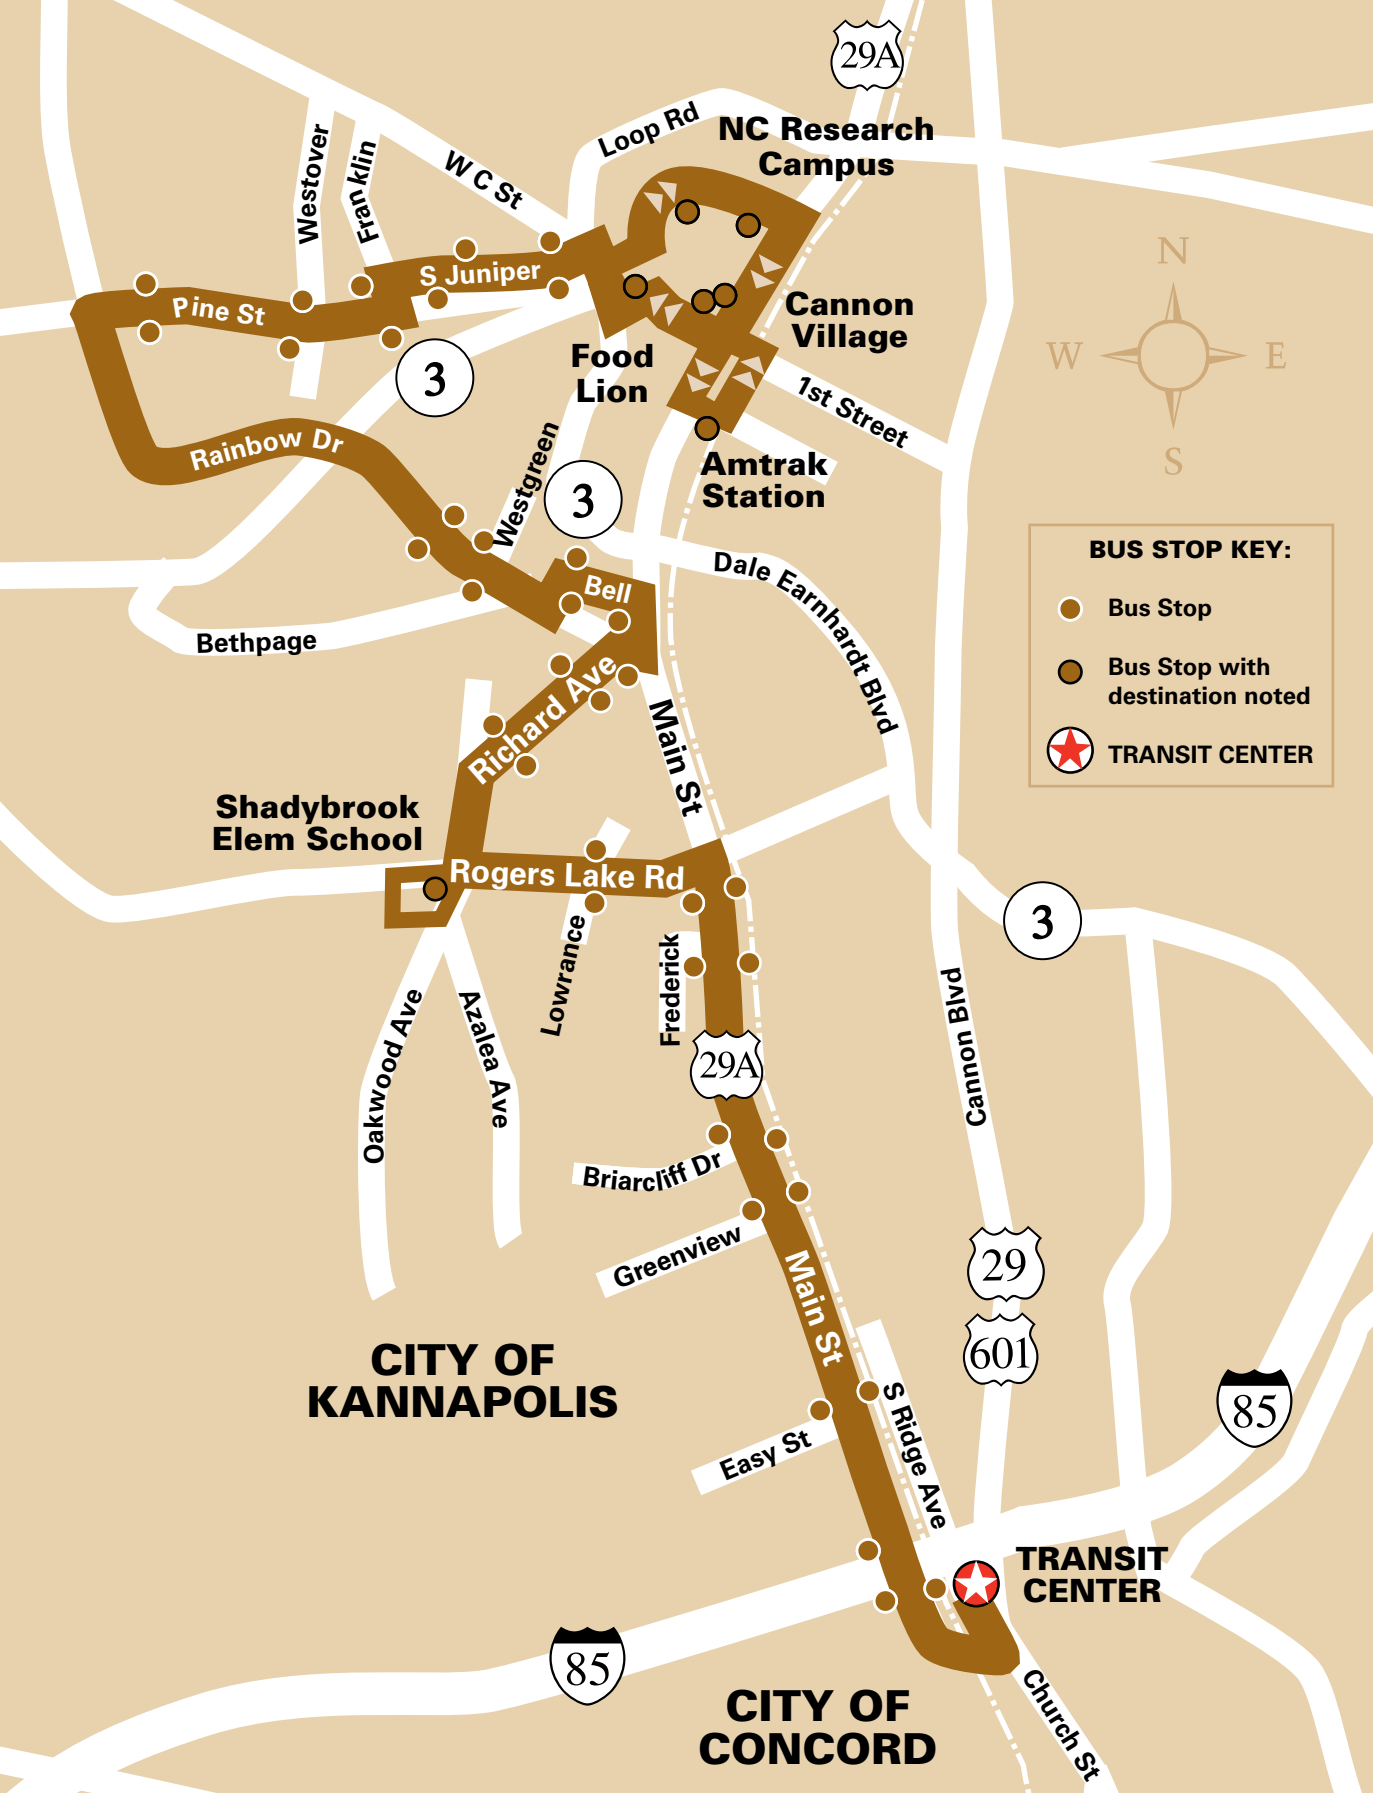 29A
Loop Rd
NC Research
Campus
Westover
Franklin
W C St
S Juniper
Pine St
3
Food
Lion
Cannon
Village
1st Street
N
W
E
S
Rainbow Dr
Westgreen
3
Amtrak
Station
Dale Earnhardt Blvd
BUS STOP KEY:
Bus Stop
Bus Stop with
destination noted
TRANSIT CENTER
Bell
Bethpage
Richard Ave
Main St
Shadybrook
Elem School
Rogers Lake Rd
3
Lowrance
Frederick
Cannon Blvd
Oakwood Ave
Azalea Ave
29A
Briarcliff Dr
Greenview
Main St
29
601
CITY OF
KANNAPOLIS
85
S Ridge Ave
Easy St
TRANSIT
CENTER
85
CITY OF
CONCORD
Church St